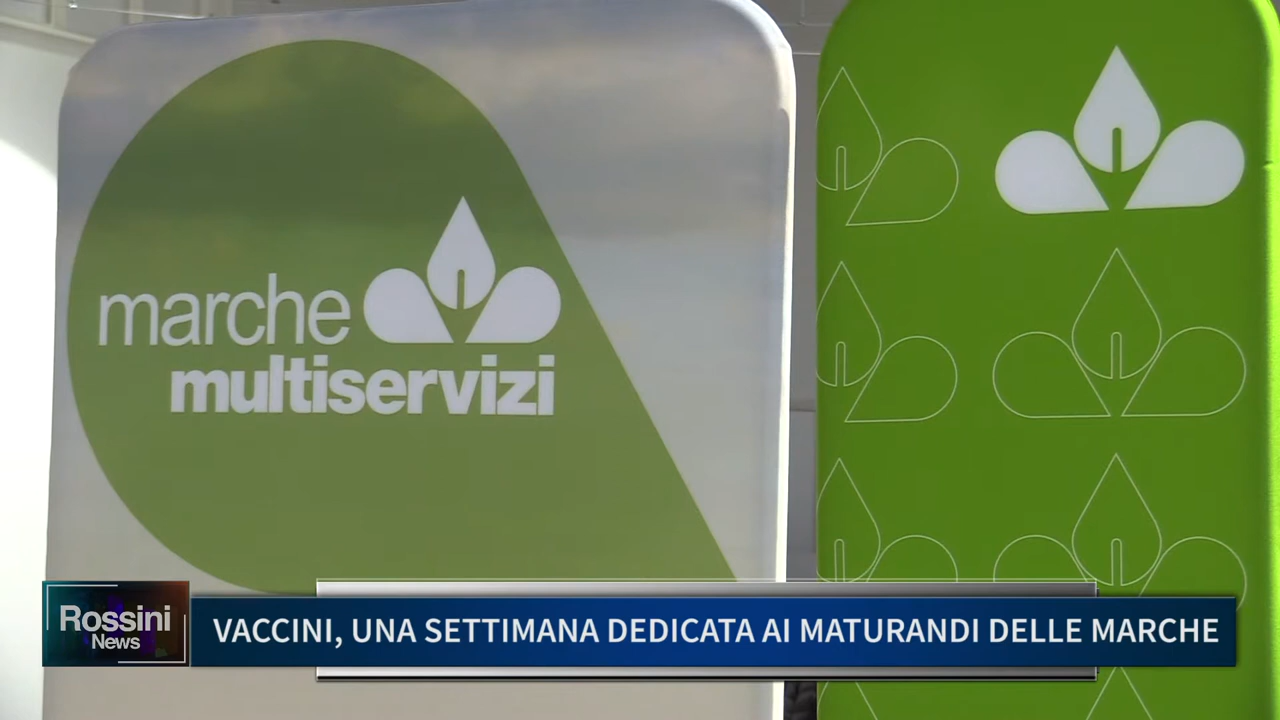 marche
multiservizi
Rossini
News
VACCINI, UNA SETTIMANA DEDICATA AI MATURANDI DELLE MARCHE